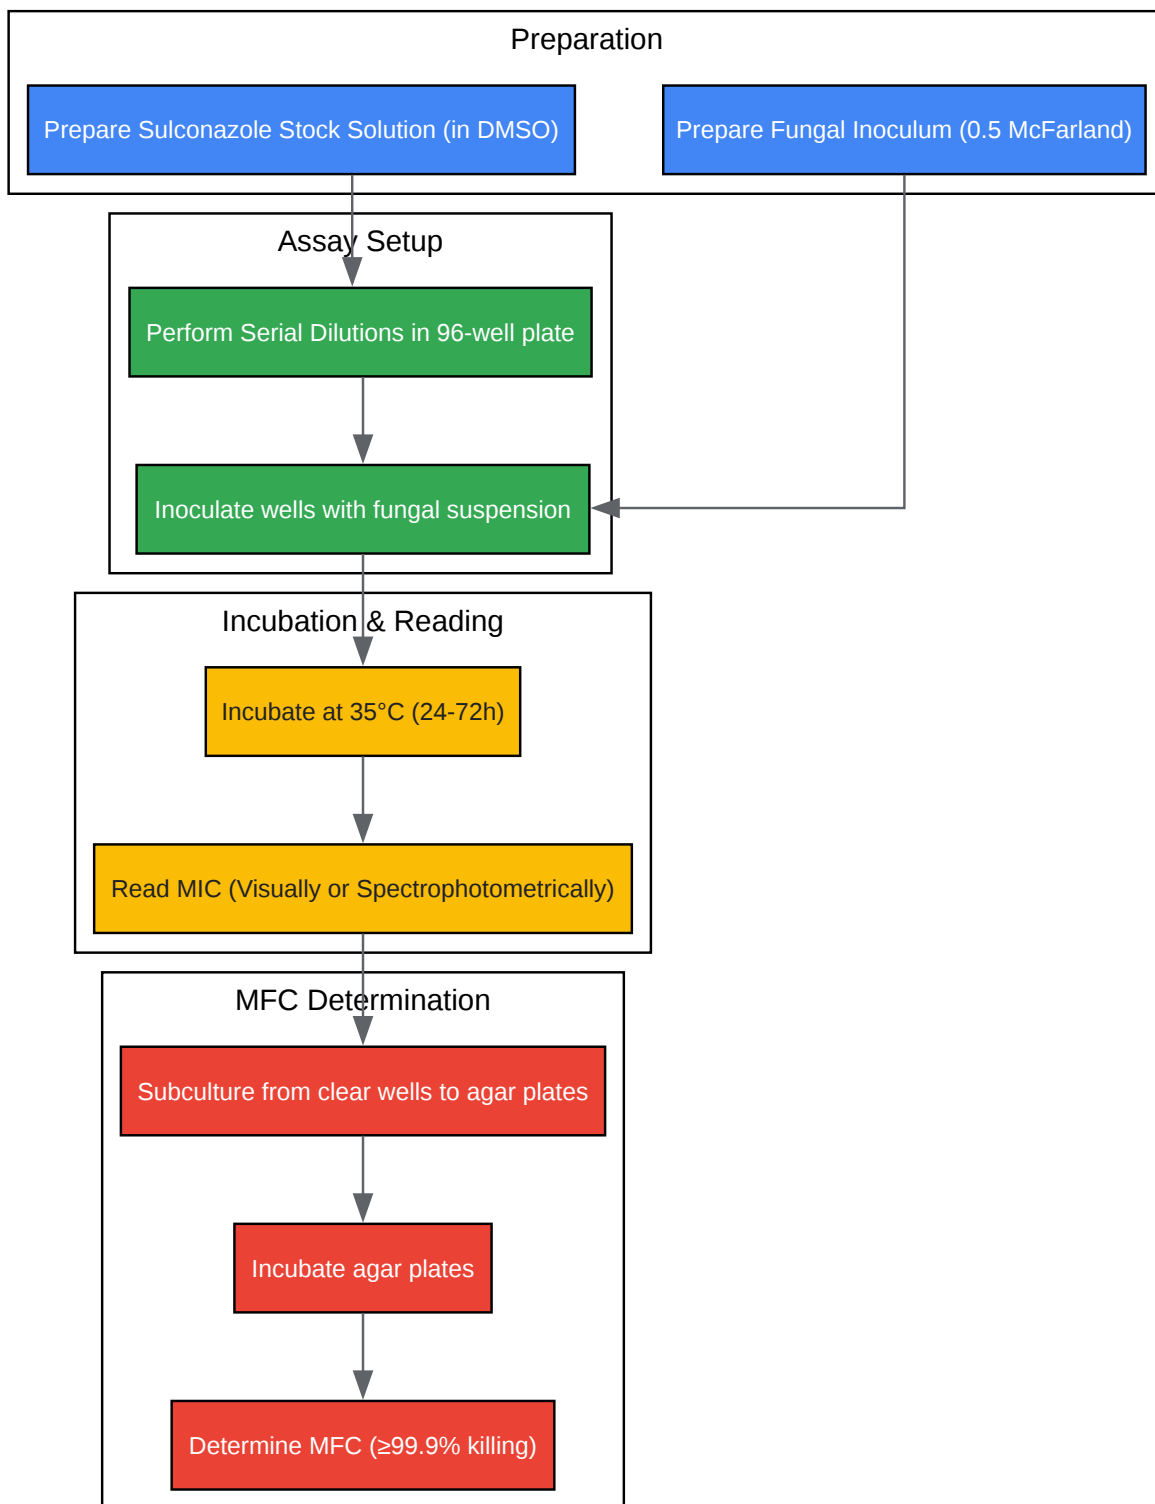 Preparation
Prepare Sulconazole Stock Solution (in DMSO)
Prepare Fungal Inoculum (0.5 McFarland)
Assay Setup
Perform Serial Dilutions in 96-well plate
Inoculate wells with fungal suspension
Incubation & Reading
Incubate at 35°C (24-72h)
Read MIC (Visually or Spectrophotometrically)
MFC Determination
Subculture from clear wells to agar plates
Incubate agar plates
Determine MFC (≥99.9% killing)